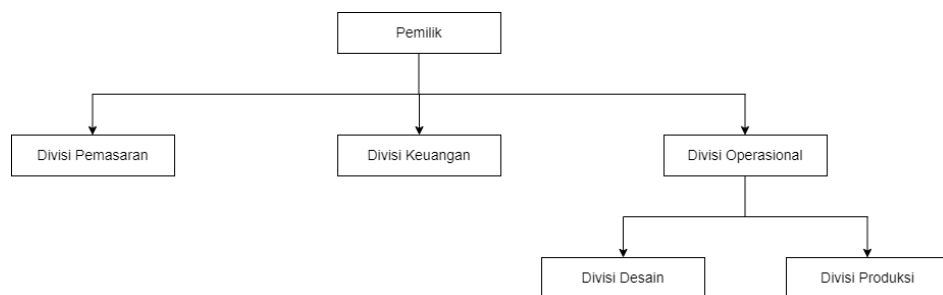 Pemilik
Divisi Pemasaran
Divisi Keuangan
Divisi Operasional
Divisi Desain
Divisi Produksi